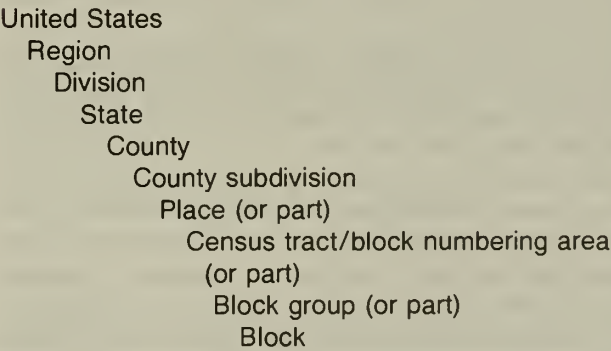 United States
Region
Division
State
County
County subdivision
Place (or part)
Census tract/block numbering area
(or part)
Block group (or part)
Block